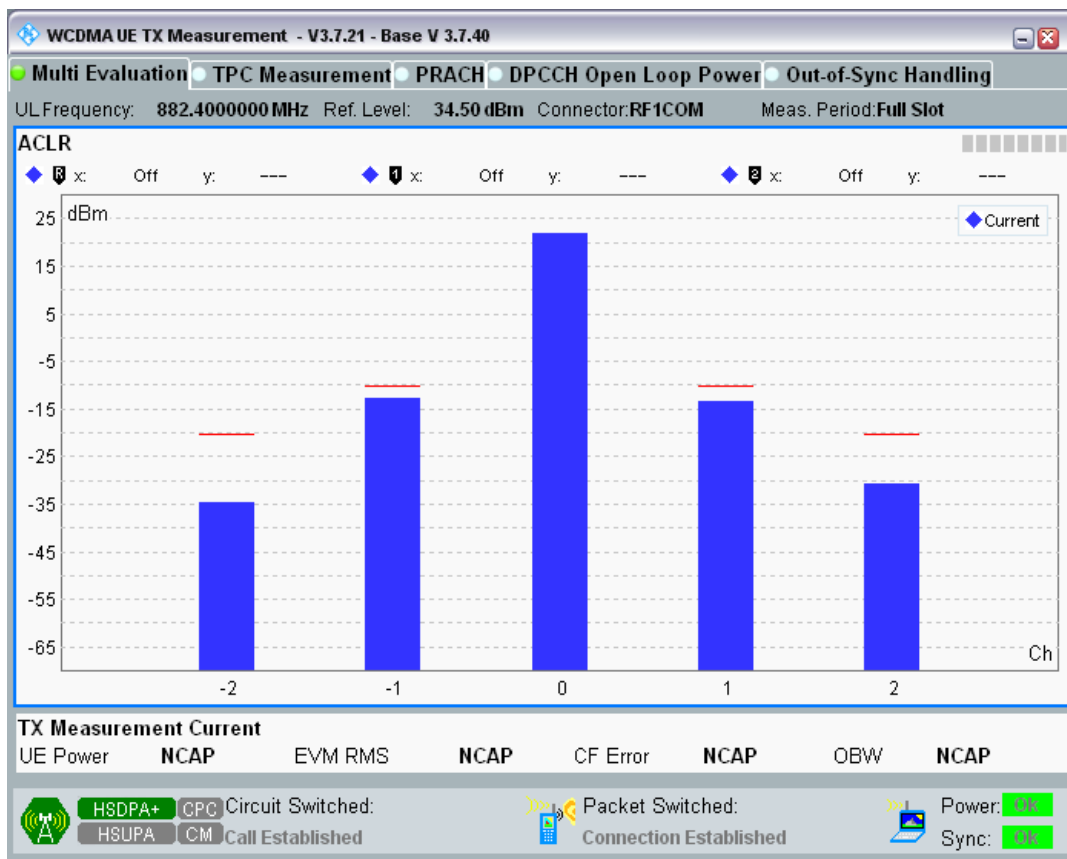 WCDMA UE TX Measurement - V3.7.21 - Base V 3.7.40
Multi Evaluation TPC Measurement PRACH DPCCH Open Loop Power Out-of-Sync Handling
UL Frequency: 882.4000000 MHz Ref. Level: 34.50 dBm Connector:RF1COM Meas. Period:Full Slot
ACLR
R x: Off y: --- 1 x: Off y: --- 2 x: Off y: ---
25 dBm Current
15
5
-5
-15
-25
-35
-45
-55
-65 Ch
-2 -1 0 1 2
TX Measurement Current
UE Power NCAP EVM RMS NCAP CF Error NCAP OBW NCAP
HSDPA+ CPC Circuit Switched: Packet Switched: Power: OK
HSUPA CM Call Established Connection Established Sync: OK